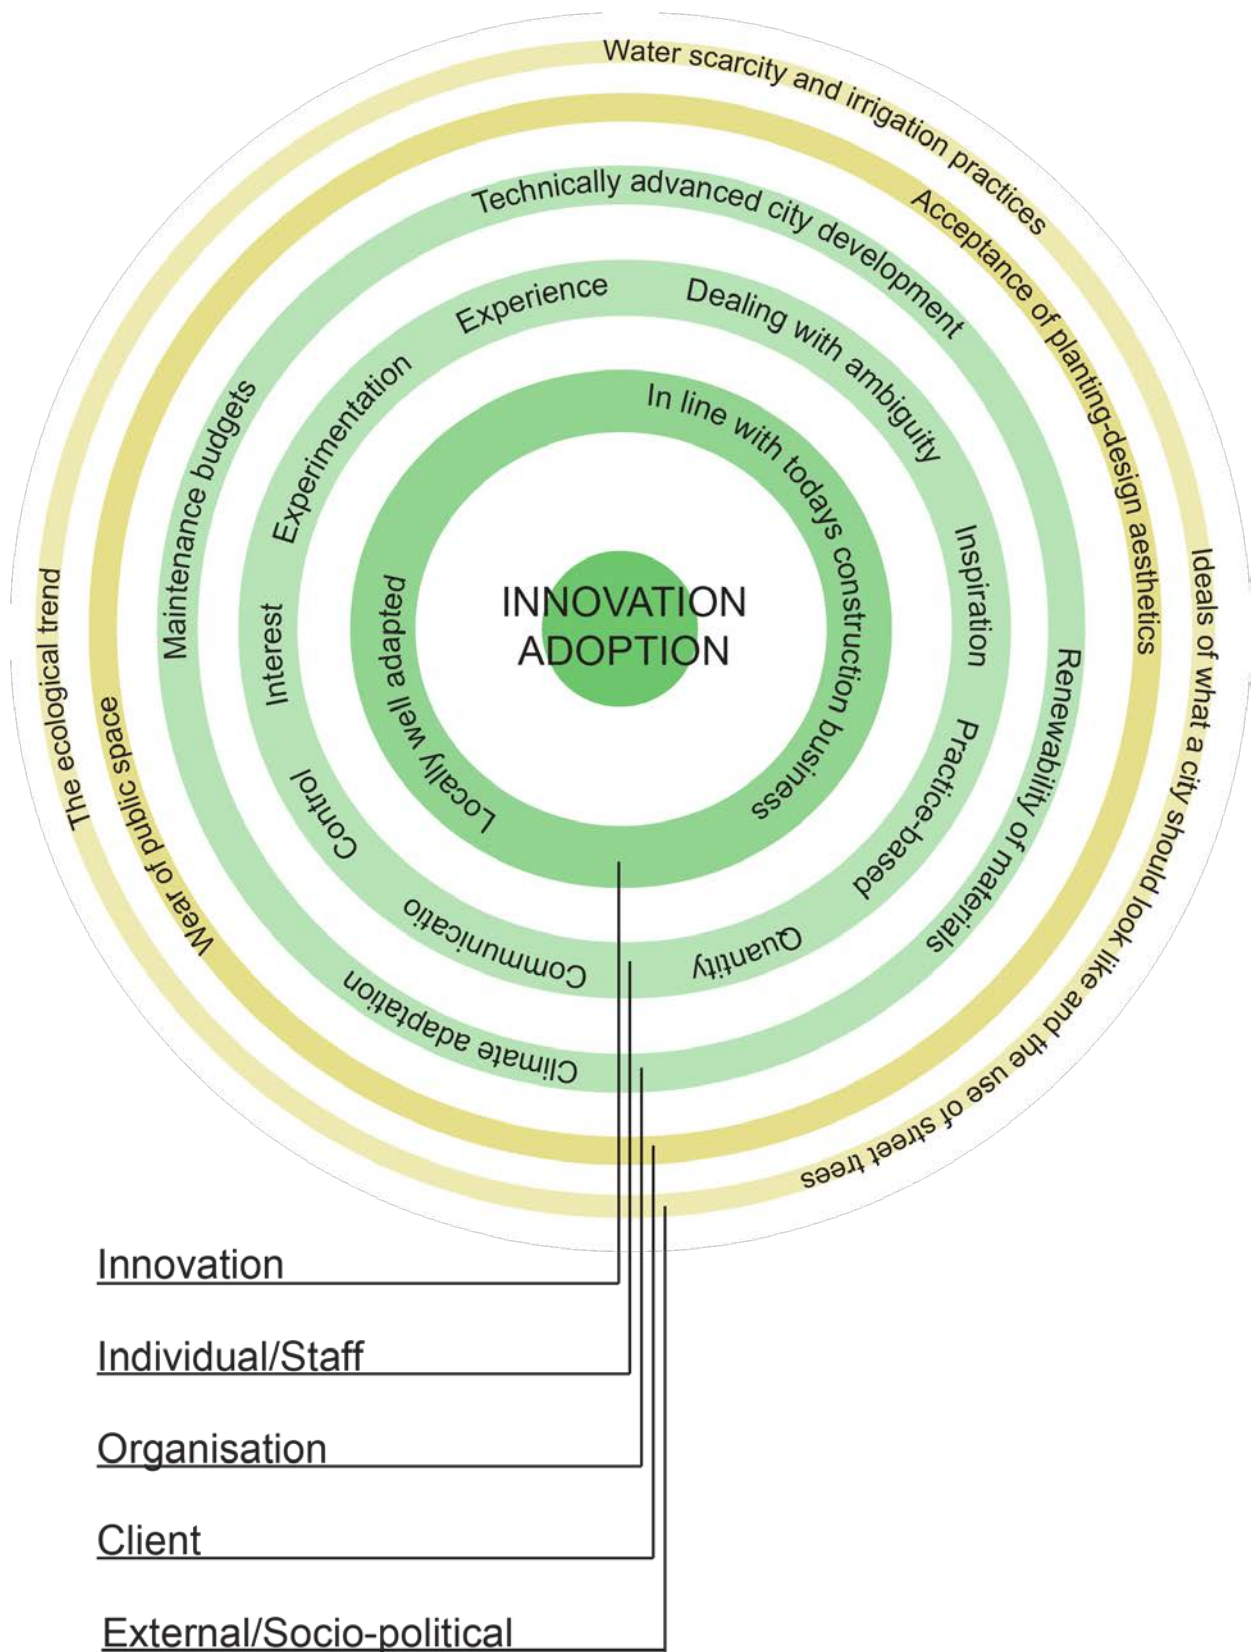 Water scarcity and irrigation practices
Ideals of what a city should look like and the use of street trees
The ecological trend
Acceptance of planting-design aesthetics
Wear of public space
Technically advanced city development
Renewability of materials
Climate adaptation
Maintenance budgets
Experience
Dealing with ambiguity
Inspiration
Practice-based
Quantity
Communicatio
Control
Interest
Experimentation
In line with todays construction business
Locally well adapted
INNOVATION
ADOPTION
Innovation
Individual/Staff
Organisation
Client
External/Socio-political